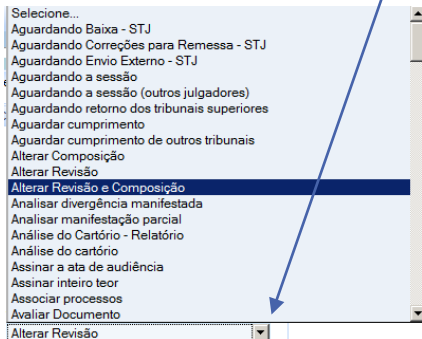 Selecione...
Aguardando Baixa - STJ
Aguardando Correções para Remessa - STJ
Aguardando Envio Externo - STJ
Aguardando a sessão
Aguardando a sessão (outros julgadores)
Aguardando retorno dos tribunais superiores
Aguardar cumprimento
Aguardar cumprimento de outros tribunais
Alterar Composição
Alterar Revisão
Alterar Revisão e Composição
Analisar divergência manifestada
Analisar manifestação parcial
Análise do Cartório - Relatório
Análise do cartório
Assinar a ata de audiência
Assinar inteiro teor
Associar processos
Avaliar Documento
Alterar Revisão